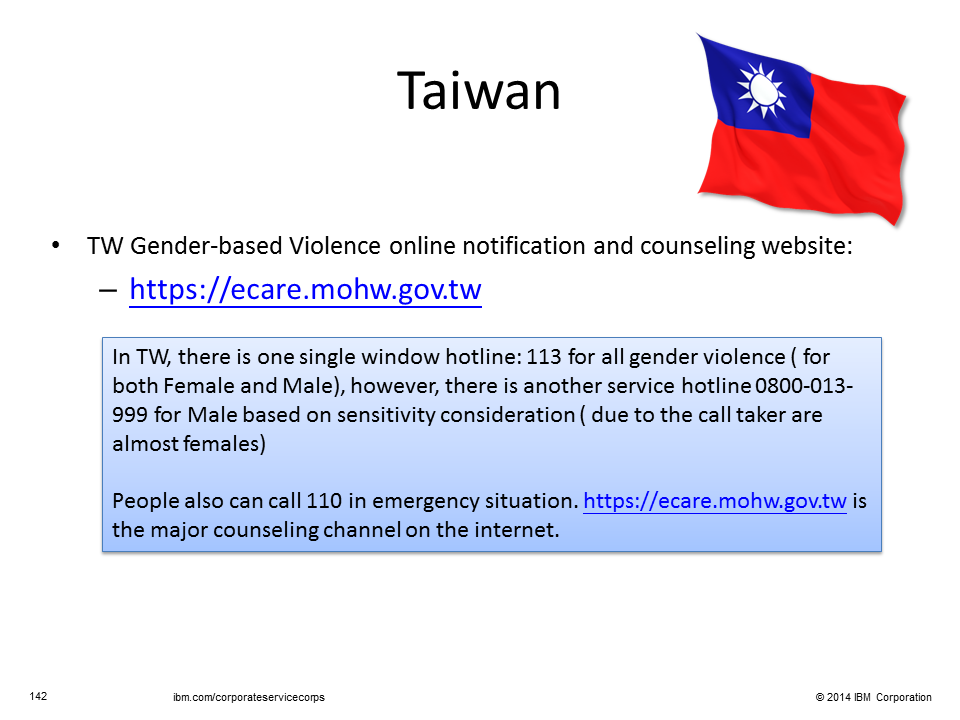 Taiwan
• TW Gender-based Violence online notification and counseling website:
– https://ecare.mohw.gov.tw
In TW, there is one single window hotline: 113 for all gender violence ( for
both Female and Male), however, there is another service hotline 0800-013-
999 for Male based on sensitivity consideration ( due to the call taker are
almost females)
People also can call 110 in emergency situation. https://ecare.mohw.gov.tw is
the major counseling channel on the internet.
142
ibm.com/corporateservicecorps
© 2014 IBM Corporation